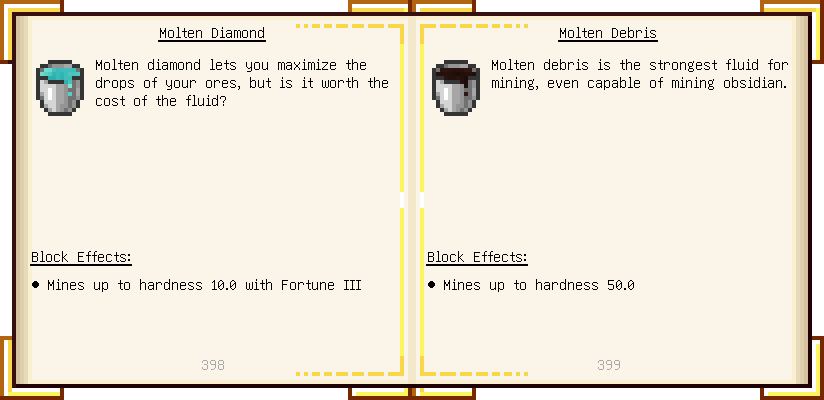 Molten Diamond
Molten diamond lets you maximize the
drops of your ores, but is it worth the
cost of the fluid?
Block Effects:
● Mines up to hardness 10.0 with Fortune III
398
Molten Debris
Molten debris is the strongest fluid for
mining, even capable of mining obsidian.
Block Effects:
● Mines up to hardness 50.0
399